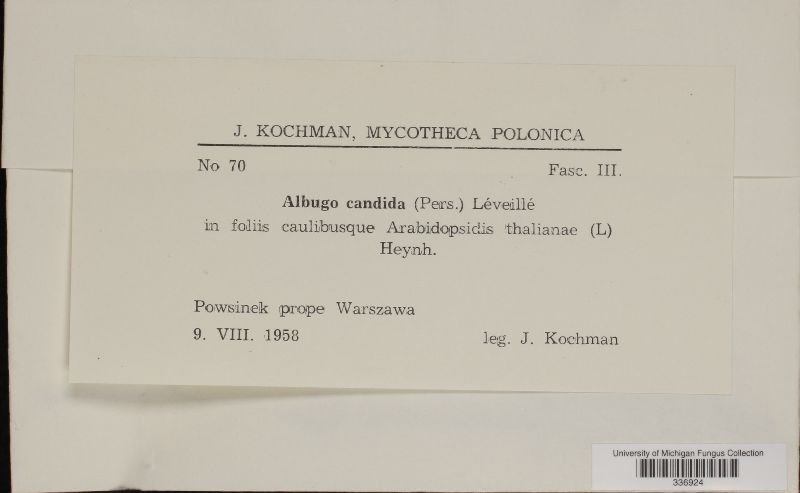 J. KOCHMAN, MYCOTHECA POLONICA
No 70 Fasc. III.
Albugo candida (Pers.) Léveillé
in foliis caulibusque Arabidopsidis thalianae (L)
Heynh.
Powsinek prope Warszawa
9. VIII. 1958 leg. J. Kochman
University of Michigan Fungus Collection
336924